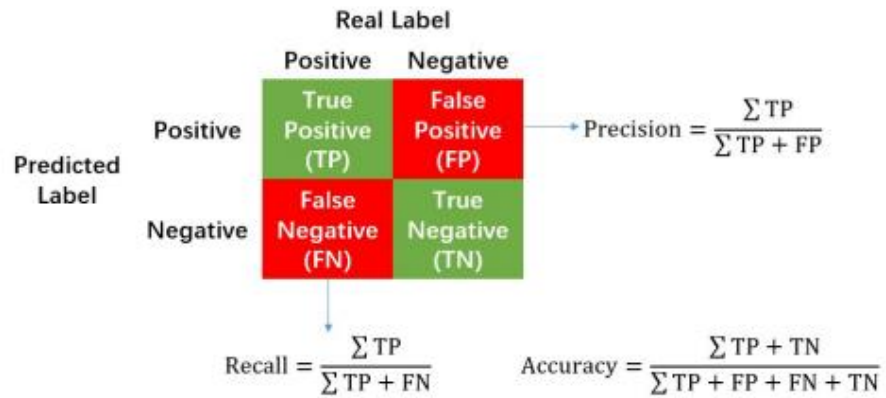 Real Label
Positive Negative
True Positive (TP)
False Positive (FP)
Positive
Precision = ∑ TP / ∑ TP + FP
Predicted Label
False Negative (FN)
True Negative (TN)
Negative
Recall = ∑ TP / ∑ TP + FN
Accuracy = ∑ TP + TN / ∑ TP + FP + FN + TN